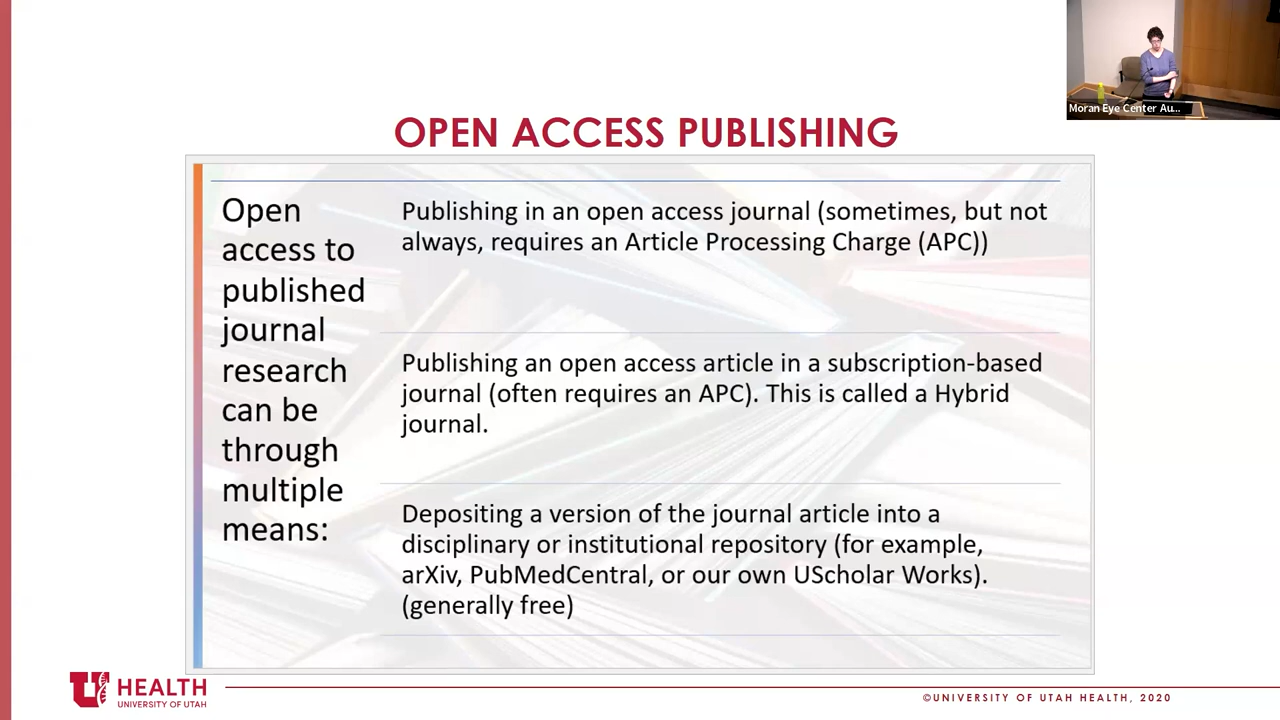 Moran Eye Center Au...
OPEN ACCESS PUBLISHING
Open
access to
published
journal
research
can be
through
multiple
means:
Publishing in an open access journal (sometimes, but not
always, requires an Article Processing Charge (APC))
Publishing an open access article in a subscription-based
journal (often requires an APC). This is called a Hybrid
journal.
Depositing a version of the journal article into a
disciplinary or institutional repository (for example,
arXiv, PubMedCentral, or our own UScholar Works).
(generally free)
U HEALTH
UNIVERSITY OF UTAH
©UNIVERSITY OF UTAH HEALTH, 2020